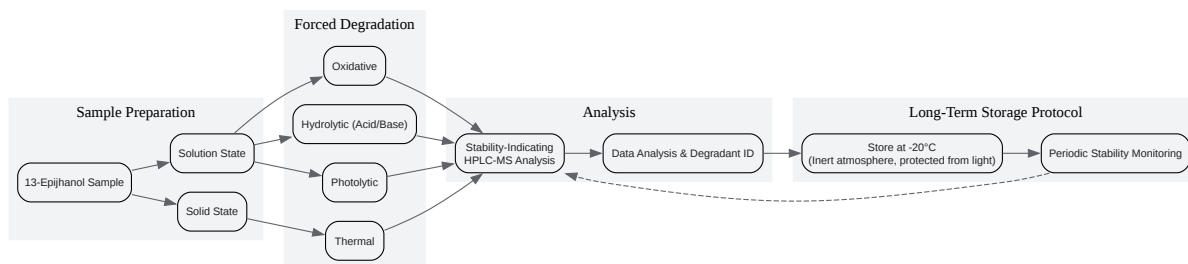 Forced Degradation
Oxidative
Hydrolytic (Acid/Base)
Photolytic
Thermal
Sample Preparation
13-Epijhanol Sample
Solution State
Solid State
Analysis
Stability-Indicating
HPLC-MS Analysis
Data Analysis & Degradant ID
Long-Term Storage Protocol
Store at -20°C
(Inert atmosphere, protected from light)
Periodic Stability Monitoring